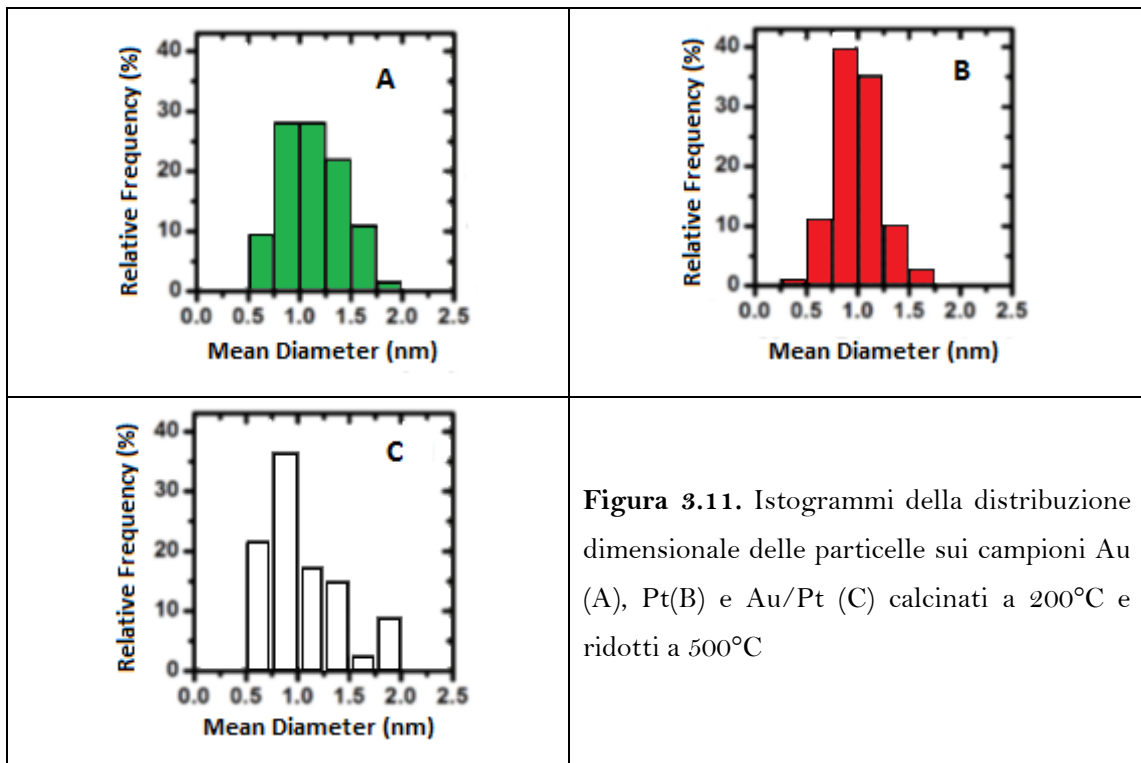 Relative Frequency (%)
40
30
20
10
0
A
0.0 0.5 1.0 1.5 2.0 2.5
Mean Diameter (nm)
Relative Frequency (%)
40
30
20
10
0
B
0.0 0.5 1.0 1.5 2.0 2.5
Mean Diameter (nm)
Relative Frequency (%)
40
30
20
10
0
C
0.0 0.5 1.0 1.5 2.0 2.5
Mean Diameter (nm)
Figura 3.11. Istogrammi della distribuzione
dimensionale delle particelle sui campioni Au
(A), Pt(B) e Au/Pt (C) calcinati a 200°C e
ridotti a 500°C